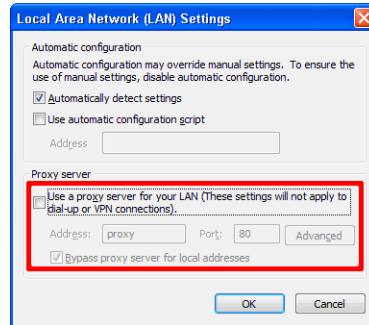 Local Area Network (LAN) Settings
Automatic configuration
Automatic configuration may override manual settings. To ensure the
use of manual settings, disable automatic configuration.
Automatically detect settings
Use automatic configuration script
Address
Proxy server
Use a proxy server for your LAN (These settings will not apply to
dial-up or VPN connections).
Address: proxy Port: 80 Advanced
Bypass proxy server for local addresses
OK Cancel